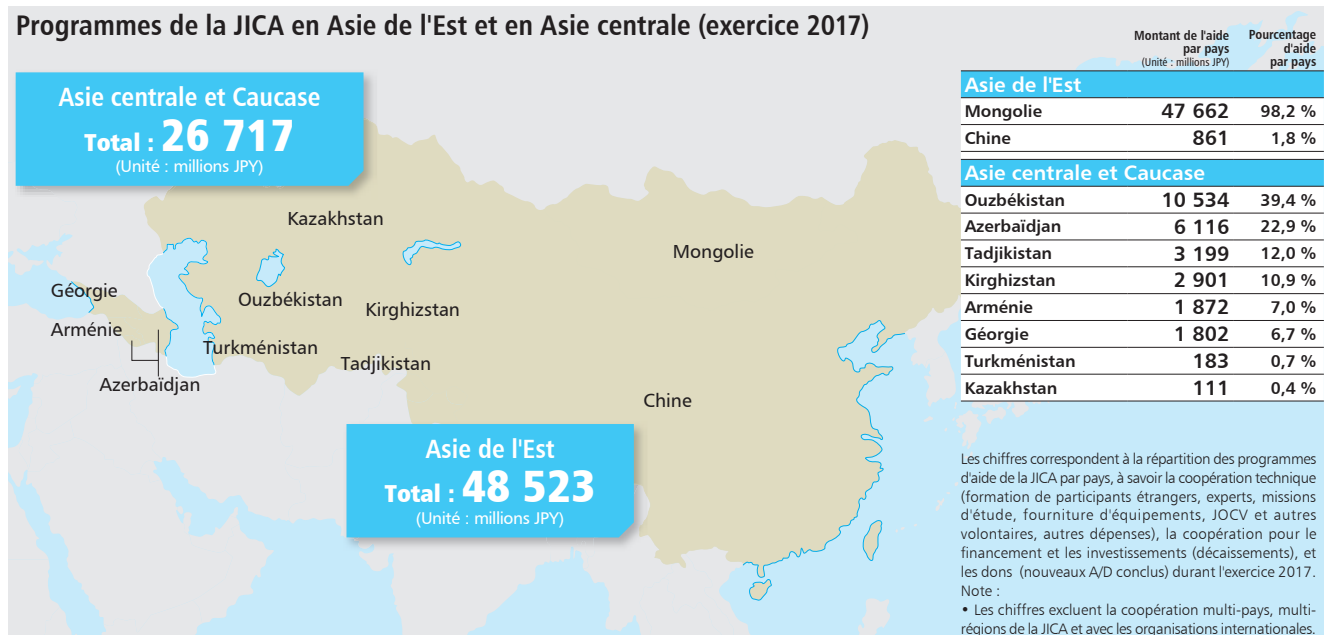 Programmes de la JICA en Asie de l'Est et en Asie centrale (exercice 2017)
Asie centrale et Caucase
Total : 26 717
(Unité : millions JPY)
Kazakhstan
Mongolie
Géorgie
Ouzbékistan
Kirghizstan
Arménie
Turkménistan
Tadjikistan
Azerbaïdjan
Chine
Asie de l'Est
Total : 48 523
(Unité : millions JPY)
Montant de l'aide par pays (Unité : millions JPY) Pourcentage d'aide par pays
Asie de l'Est
Mongolie 47 662 98,2 %
Chine 861 1,8 %
Asie centrale et Caucase
Ouzbékistan 10 534 39,4 %
Azerbaïdjan 6 116 22,9 %
Tadjikistan 3 199 12,0 %
Kirghizstan 2 901 10,9 %
Arménie 1 872 7,0 %
Géorgie 1 802 6,7 %
Turkménistan 183 0,7 %
Kazakhstan 111 0,4 %
Les chiffres correspondent à la répartition des programmes
d'aide de la JICA par pays, à savoir la coopération technique
(formation de participants étrangers, experts, missions
d'étude, fourniture d'équipements, JOCV et autres
volontaires, autres dépenses), la coopération pour le
financement et les investissements (décaissements), et
les dons (nouveaux A/D conclus) durant l'exercice 2017.
Note :
• Les chiffres excluent la coopération multi-pays, multi-
régions de la JICA et avec les organisations internationales.